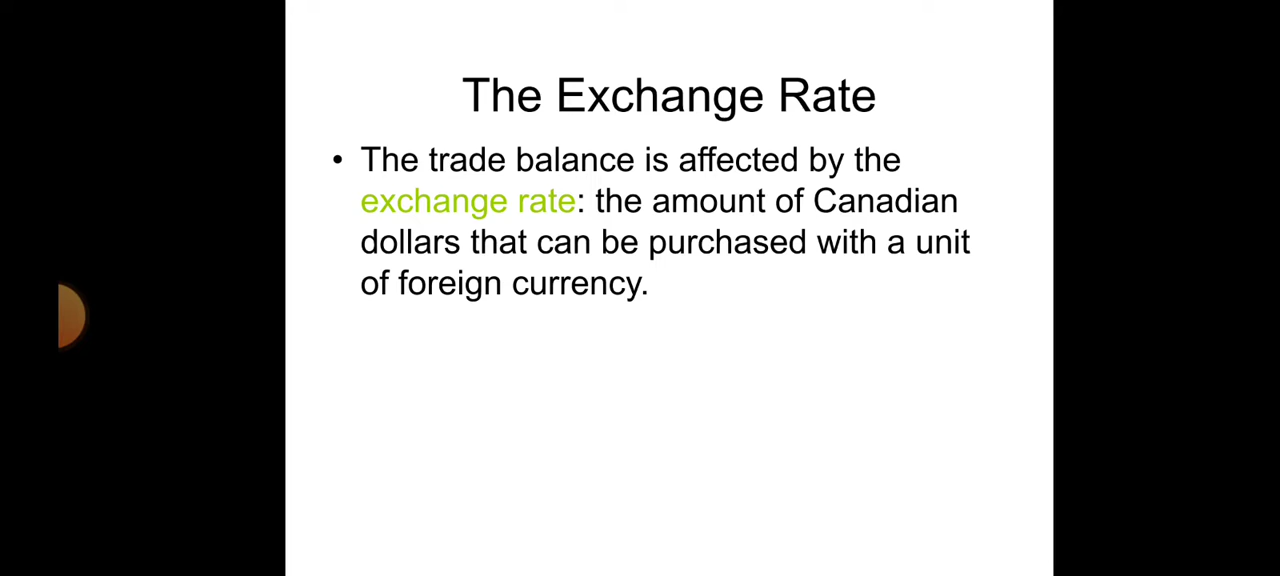 The Exchange Rate
• The trade balance is affected by the
exchange rate: the amount of Canadian
dollars that can be purchased with a unit
of foreign currency.